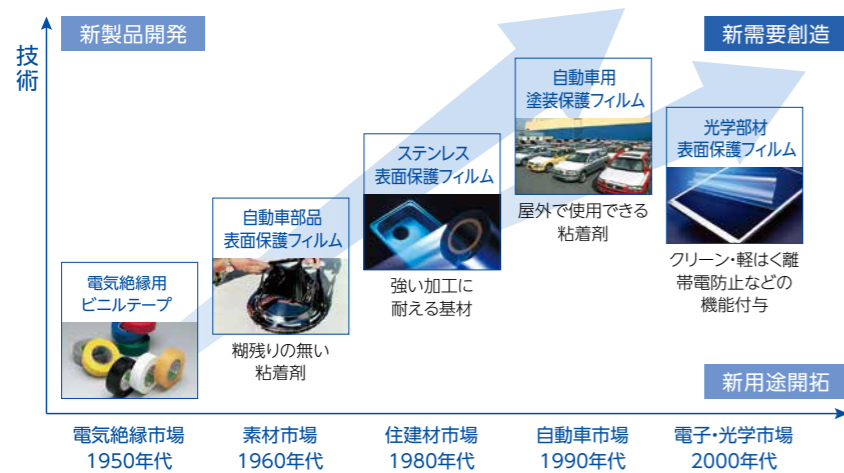 新製品開発
新需要創造
技術
電気絶縁用
ビニルテープ
自動車部品
表面保護フィルム
糊残りの無い
粘着剤
ステンレス
表面保護フィルム
強い加工に
耐える基材
自動車用
塗装保護フィルム
屋外で使用できる
粘着剤
光学部材
表面保護フィルム
クリーン・軽はく離
帯電防止などの
機能付与
新用途開拓
電気絶縁市場
1950年代
素材市場
1960年代
住建材市場
1980年代
自動車市場
1990年代
電子・光学市場
2000年代